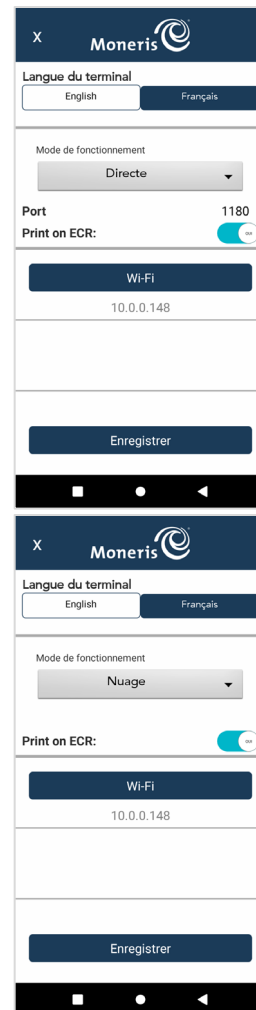 X Moneris
Langue du terminal
English Français
Mode de fonctionnement
Directe
Port 1180
Print on ECR: OUI
Wi-Fi
10.0.0.148
Enregistrer
X Moneris
Langue du terminal
English Français
Mode de fonctionnement
Nuage
Print on ECR: OUI
Wi-Fi
10.0.0.148
Enregistrer